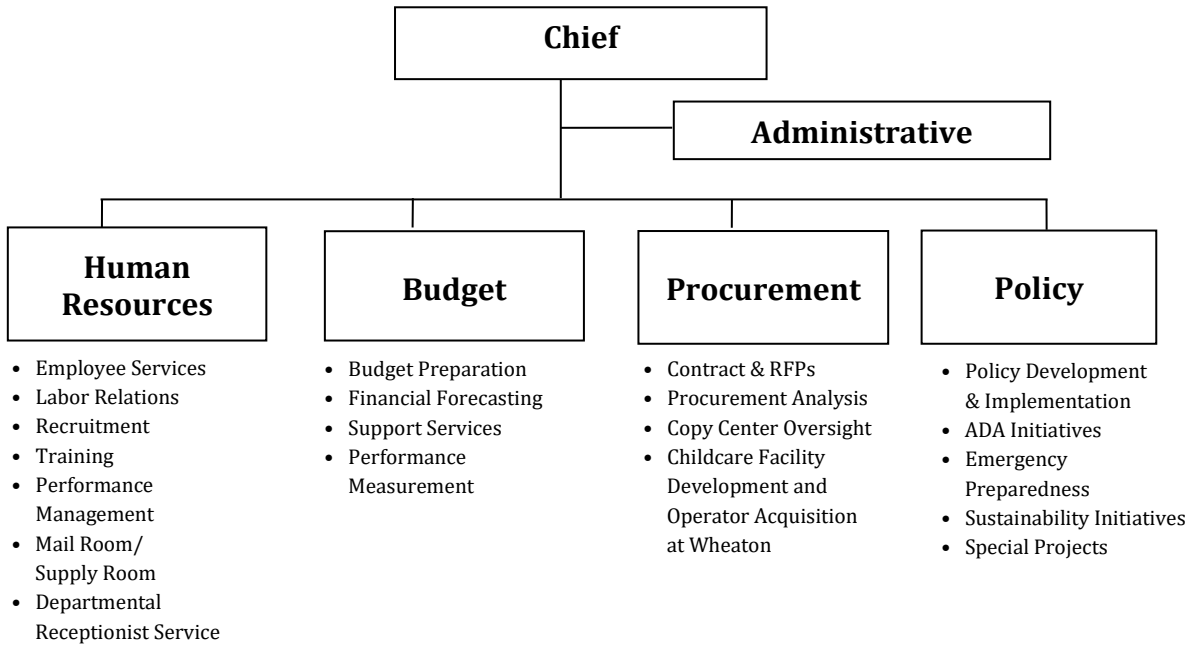 Chief
Administrative
Human
Resources
Budget
Procurement
Policy
• Employee Services
• Labor Relations
• Recruitment
• Training
• Performance
Management
• Mail Room/
Supply Room
• Departmental
Receptionist Service
• Budget Preparation
• Financial Forecasting
• Support Services
• Performance
Measurement
• Contract & RFPs
• Procurement Analysis
• Copy Center Oversight
• Childcare Facility
Development and
Operator Acquisition
at Wheaton
• Policy Development
& Implementation
• ADA Initiatives
• Emergency
Preparedness
• Sustainability Initiatives
• Special Projects